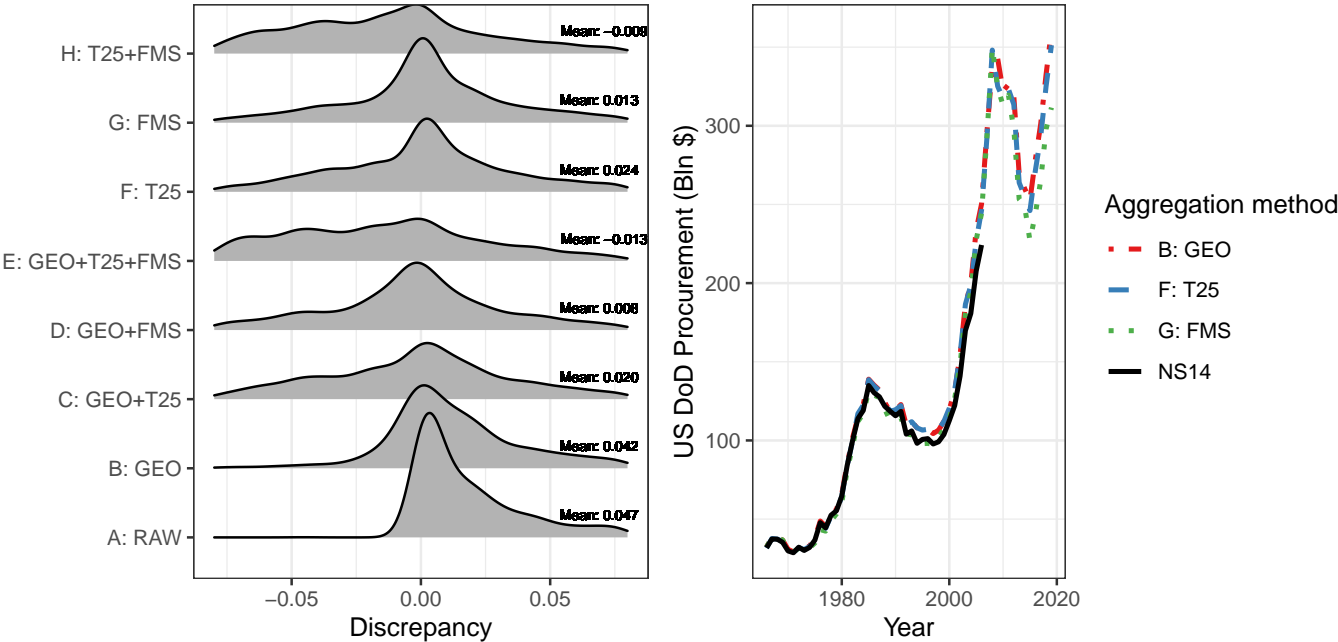 H: T25+FMS
Mean: −0.009
G: FMS
Mean: 0.013
F: T25
Mean: 0.024
E: GEO+T25+FMS
Mean: −0.013
D: GEO+FMS
Mean: 0.008
C: GEO+T25
Mean: 0.020
B: GEO
Mean: 0.042
A: RAW
Mean: 0.047
−0.05 0.00 0.05
Discrepancy
US DoD Procurement (Bln $)
300
200
100
1980 2000 2020
Year
Aggregation method
B: GEO
F: T25
G: FMS
NS14